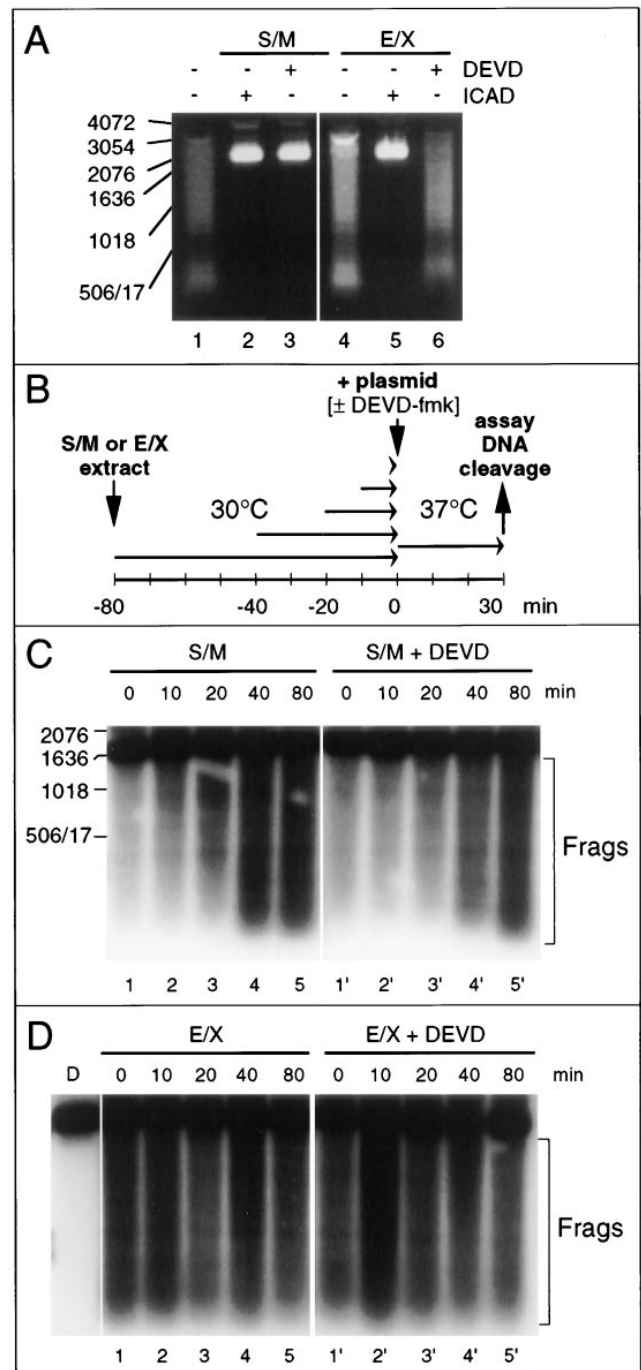 A
S/M E/X
- - + - - + DEVD
- + - - + - ICAD
4072
3054
2076
1636
1018
506/17
1 2 3 4 5 6
B
+ plasmid
[± DEVD-fmk]
S/M or E/X
extract
assay
DNA
cleavage
30°C 37°C
-80 -40 -20 0 30 min
C
S/M S/M + DEVD
0 10 20 40 80 0 10 20 40 80 min
2076
1636
1018
506/17
Frags
1 2 3 4 5 1' 2' 3' 4' 5'
D
E/X E/X + DEVD
D 0 10 20 40 80 0 10 20 40 80 min
Frags
1 2 3 4 5 1' 2' 3' 4' 5'